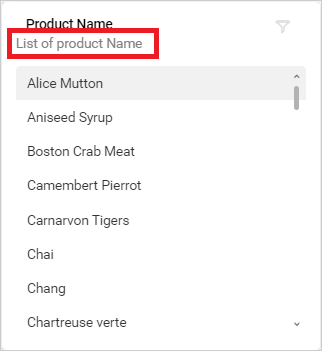 Product Name
List of product Name
Alice Mutton
Aniseed Syrup
Boston Crab Meat
Camembert Pierrot
Carnarvon Tigers
Chai
Chang
Chartreuse verte